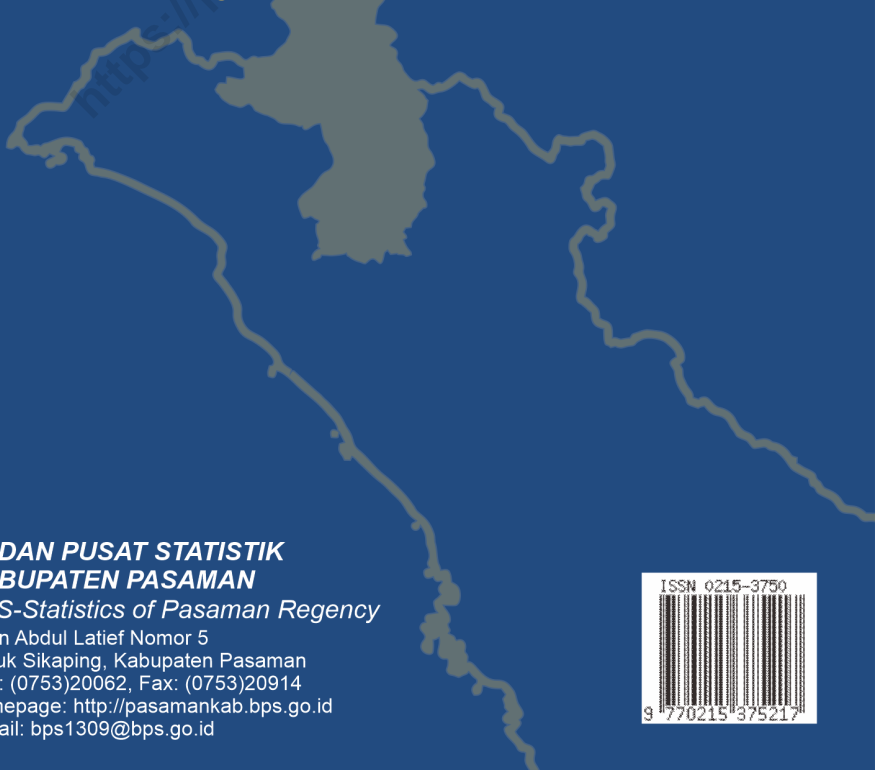 https://
DAN PUSAT STATISTIK
BUPATEN PASAMAN
S-Statistics of Pasaman Regency
n Abdul Latief Nomor 5
uk Sikaping, Kabupaten Pasaman
: (0753)20062, Fax: (0753)20914
nepage: http://pasamankab.bps.go.id
ail: bps1309@bps.go.id
ISSN 0215-3750
9 770215 375217